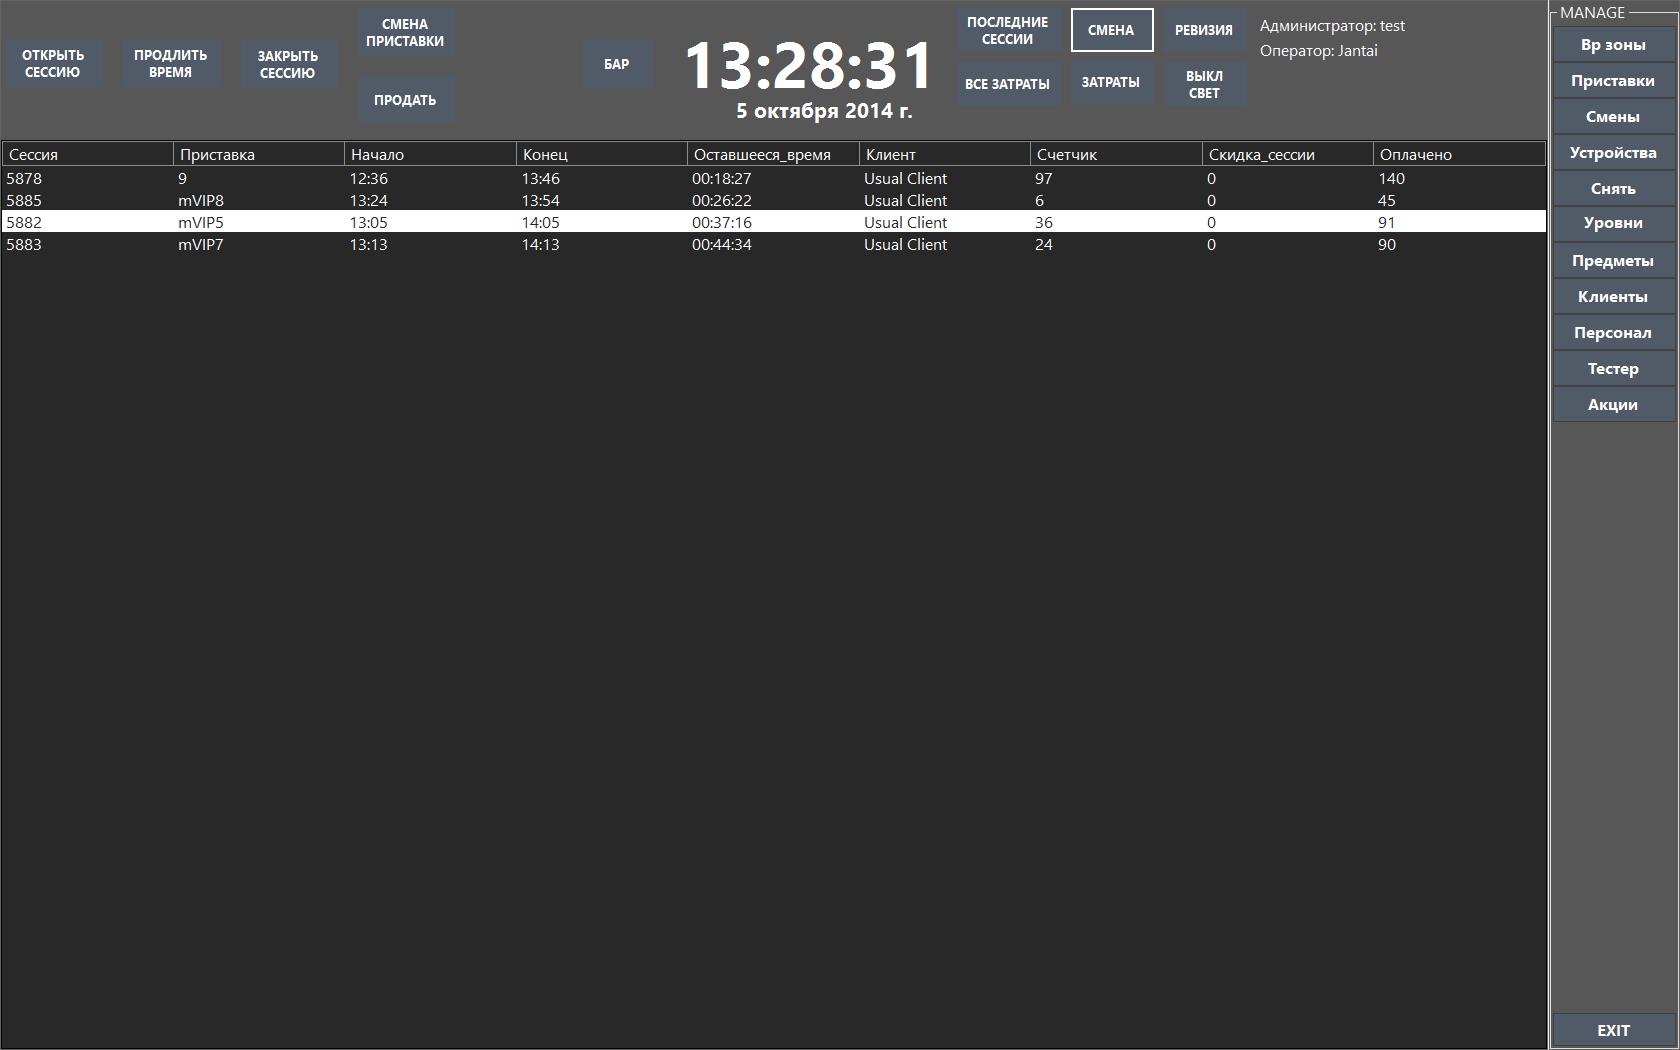 ОТКРЫТЬ
СЕССИЮ
ПРОДЛИТЬ
ВРЕМЯ
ЗАКРЫТЬ
СЕССИЮ
СМЕНА
ПРИСТАВКИ
ПРОДАТЬ
БАР
13:28:31
5 октября 2014 г.
ПОСЛЕДНИЕ
СЕССИИ
СМЕНА
РЕВИЗИЯ
ВСЕ ЗАТРАТЫ
ЗАТРАТЫ
ВЫКЛ
СВЕТ
Администратор: test
Оператор: Jantai
Сессия Приставка Начало Конец Оставшееся_время Клиент Счетчик Скидка_сессии Оплачено
5878 9 12:36 13:46 00:18:27 Usual Client 97 0 140
5885 mVIP8 13:24 13:54 00:26:22 Usual Client 6 0 45
5882 mVIP5 13:05 14:05 00:37:16 Usual Client 36 0 91
5883 mVIP7 13:13 14:13 00:44:34 Usual Client 24 0 90
MANAGE
Вр зоны
Приставки
Смены
Устройства
Снять
Уровни
Предметы
Клиенты
Персонал
Тестер
Акции
EXIT